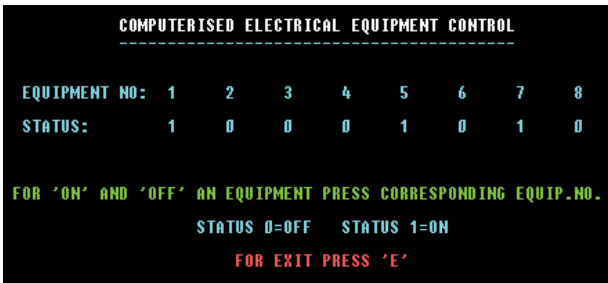 COMPUTERISED ELECTRICAL EQUIPMENT CONTROL
---------------------------------------------
EQUIPMENT NO: 1 2 3 4 5 6 7 8
STATUS: 1 0 0 0 1 0 1 0
FOR 'ON' AND 'OFF' AN EQUIPMENT PRESS CORRESPONDING EQUIP.NO.
STATUS 0=OFF STATUS 1=ON
FOR EXIT PRESS 'E'